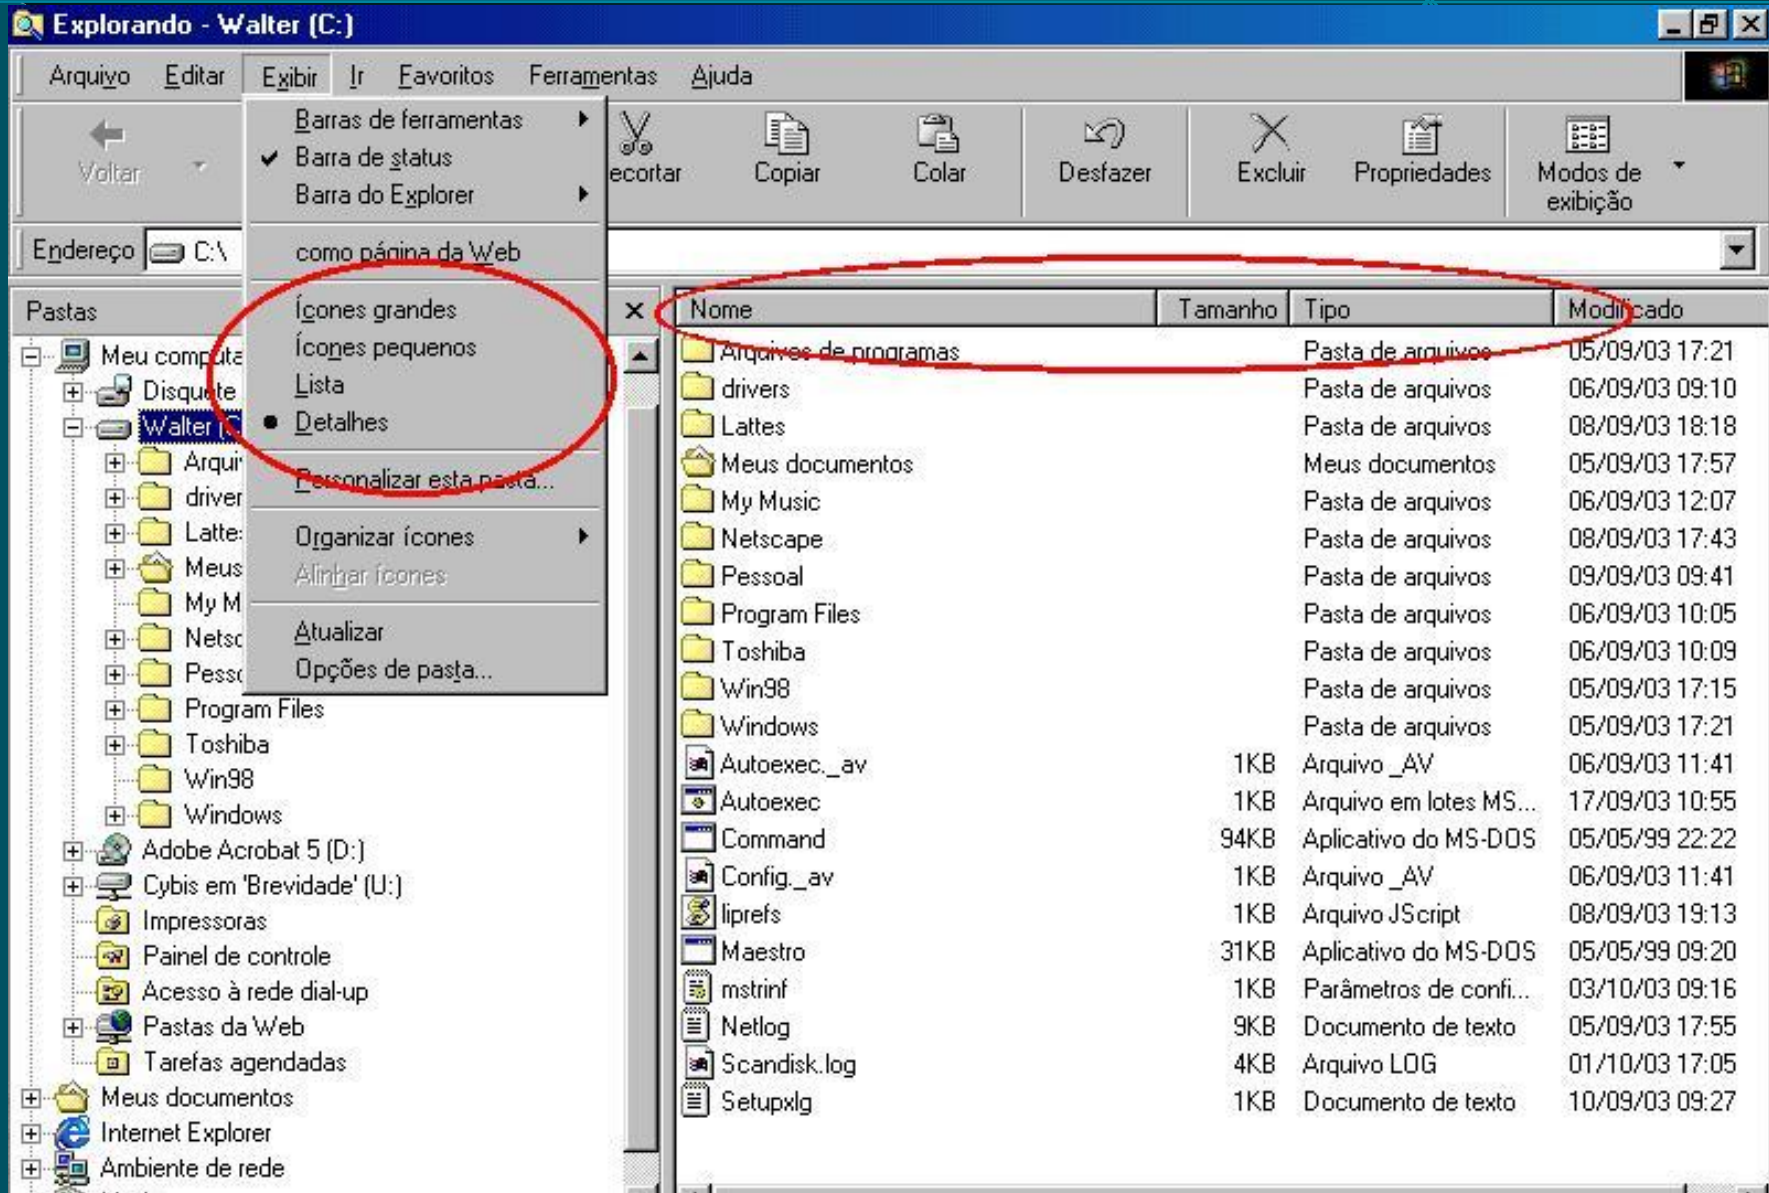 Explorando - Walter (C:)
Arquivo Editar Exibir Ir Favoritos Ferramentas Ajuda
Voltar ecortar Copiar Colar Desfazer Excluir Propriedades Modos de exibição
Endereço C:\
Barras de ferramentas
Barra de status
Barra do Explorer
como página da Web
Ícones grandes
Ícones pequenos
Lista
Detalhes
Personalizar esta pasta...
Organizar ícones
Alinhar ícones
Atualizar
Opções de pasta...
Pastas
Meu computa
Disquete
Walter (C
Arqui
driver
Latte
Meus
My M
Netsc
Pesso
Program Files
Toshiba
Win98
Windows
Adobe Acrobat 5 (D:)
Cybis em 'Brevidade' (U:)
Impressoras
Painel de controle
Acesso à rede dial-up
Pastas da Web
Tarefas agendadas
Meus documentos
Internet Explorer
Ambiente de rede
Nome Tamanho Tipo Modificado
Arquivos de programas Pasta de arquivos 05/09/03 17:21
drivers Pasta de arquivos 06/09/03 09:10
Lattes Pasta de arquivos 08/09/03 18:18
Meus documentos Meus documentos 05/09/03 17:57
My Music Pasta de arquivos 06/09/03 12:07
Netscape Pasta de arquivos 08/09/03 17:43
Pessoal Pasta de arquivos 09/09/03 09:41
Program Files Pasta de arquivos 06/09/03 10:05
Toshiba Pasta de arquivos 06/09/03 10:09
Win98 Pasta de arquivos 05/09/03 17:15
Windows Pasta de arquivos 05/09/03 17:21
Autoexec._av 1KB Arquivo _AV 06/09/03 11:41
Autoexec 1KB Arquivo em lotes MS... 17/09/03 10:55
Command 94KB Aplicativo do MS-DOS 05/05/99 22:22
Config._av 1KB Arquivo _AV 06/09/03 11:41
liprefs 1KB Arquivo JScript 08/09/03 19:13
Maestro 31KB Aplicativo do MS-DOS 05/05/99 09:20
mstrinf 1KB Parâmetros de confi... 03/10/03 09:16
Netlog 9KB Documento de texto 05/09/03 17:55
Scandisk.log 4KB Arquivo LOG 01/10/03 17:05
Setupxlg 1KB Documento de texto 10/09/03 09:27